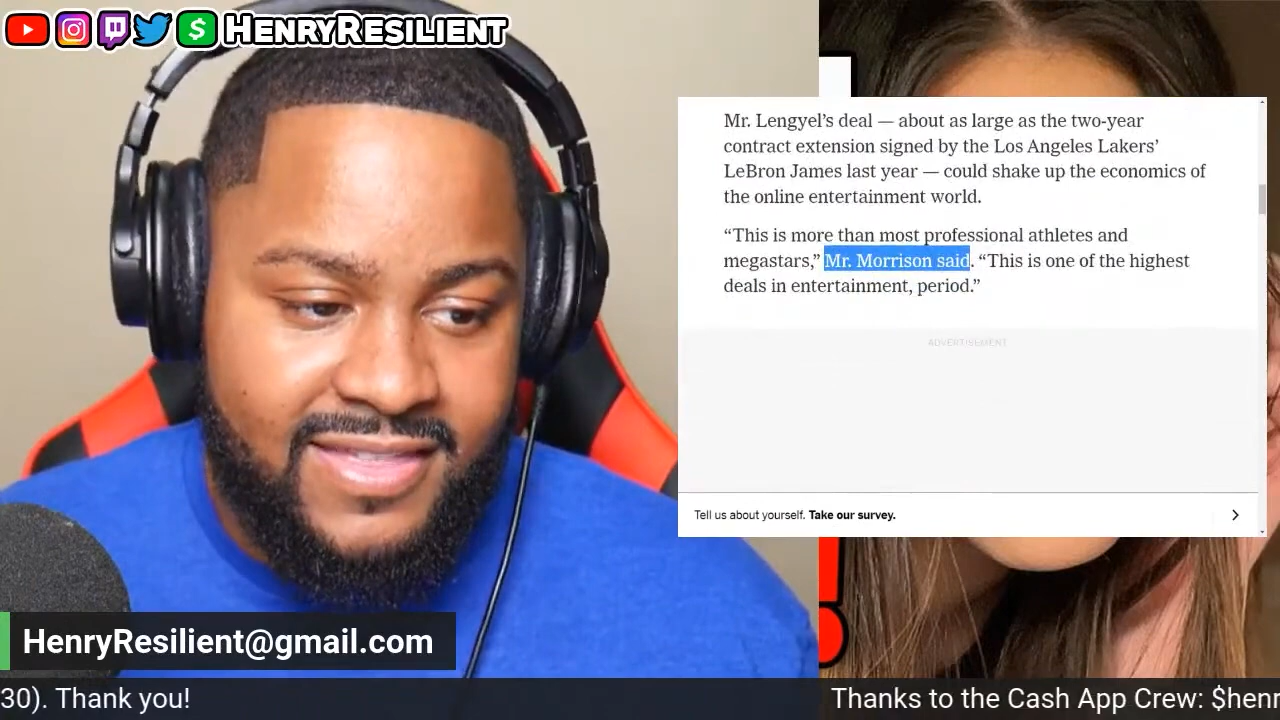 HENRYRESILIENT
Mr. Lengyel’s deal — about as large as the two-year
contract extension signed by the Los Angeles Lakers’
LeBron James last year — could shake up the economics of
the online entertainment world.
“This is more than most professional athletes and
megastars,” Mr. Morrison said. “This is one of the highest
deals in entertainment, period.”
ADVERTISEMENT
Tell us about yourself. Take our survey.
HenryResilient@gmail.com
30). Thank you!
Thanks to the Cash App Crew: $henr